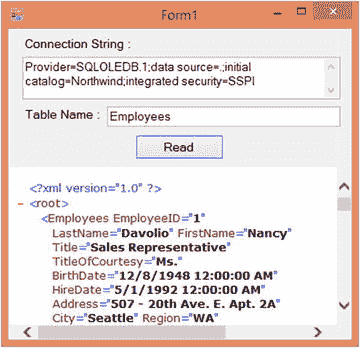 Form1
Connection String :
Provider=SQLOLEDB.1;data source=.;initial
catalog=Northwind;integrated security=SSPI
Table Name : Employees
Read
<?xml version="1.0" ?>
- <root>
<Employees EmployeeID="1"
LastName="Davolio" FirstName="Nancy"
Title="Sales Representative"
TitleOfCourtesy="Ms."
BirthDate="12/8/1948 12:00:00 AM"
HireDate="5/1/1992 12:00:00 AM"
Address="507 - 20th Ave. E. Apt. 2A"
City="Seattle" Region="WA"